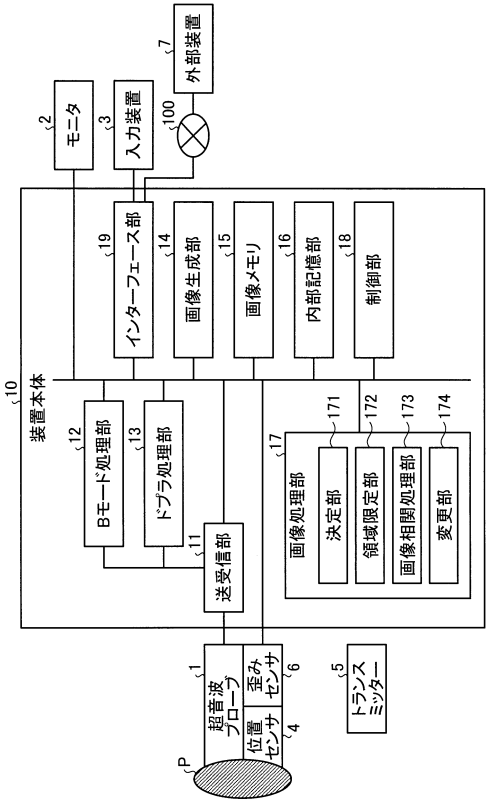 10
装置本体
P
1
超音波
プローブ
4
位置
センサ
6
歪み
センサ
5
トランス
ミッター
11
送受信部
12
Bモード処理部
13
ドプラ処理部
17
画像処理部
決定部
171
領域限定部
172
画像相関処理部
173
変更部
174
19
インターフェース部
14
画像生成部
15
画像メモリ
16
内部記憶部
18
制御部
2
モニタ
3
入力装置
100
7
外部装置